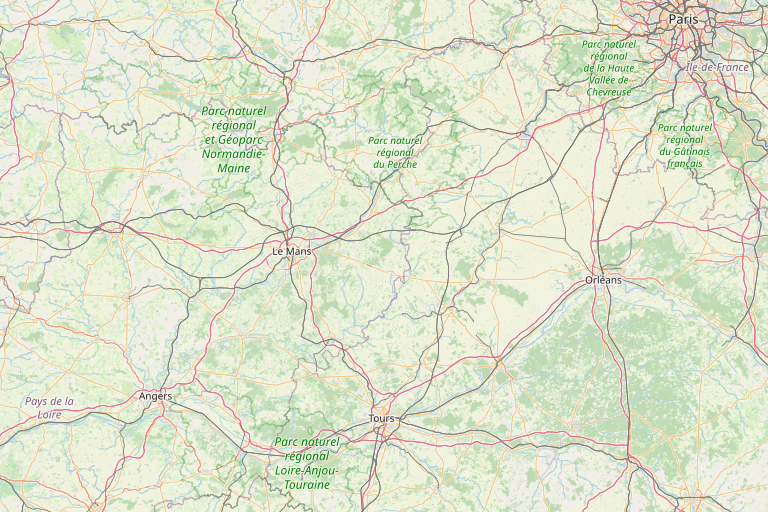 Paris
Parc naturel
régional
de la Haute
Vallée de
Chevreuse
Île-de-France
Parc naturel
régional
et Géoparc
Normandie-
Maine
Parc naturel
régional
du Perche
Parc naturel
régional
du Gâtinais
français
Le Mans
Orléans
Angers
Pays de la
Loire
Tours
Parc naturel
régional
Loire-Anjou-
Touraine